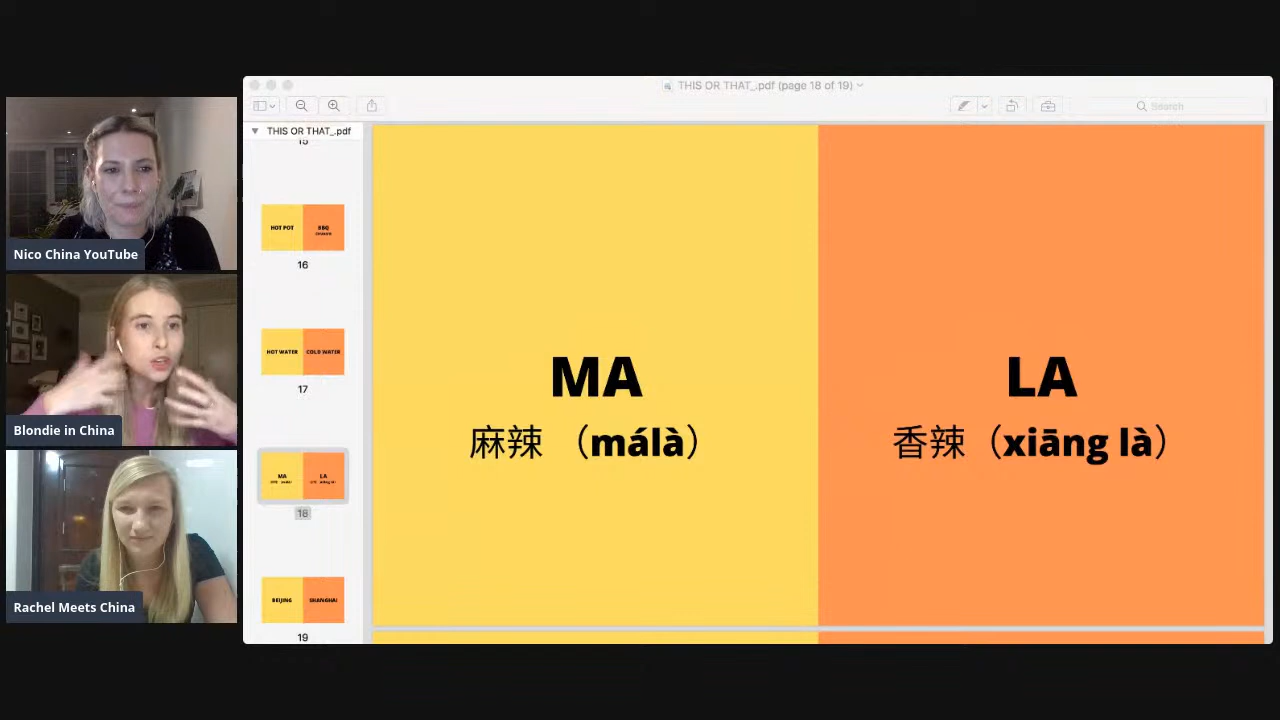 THIS OR THAT_.pdf (page 18 of 19)
Search
THIS OR THAT_.pdf
15
HOT POT
BBQ
16
HOT WATER
COLD WATER
17
MA
LA
18
BEIJING
SHANGHAI
19
MA
麻辣 （málà）
LA
香辣（xiāng là）
Nico China YouTube
Blondie in China
Rachel Meets China